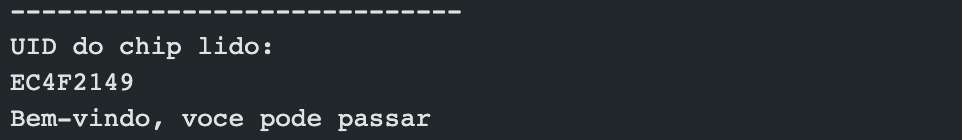 -----------------------------
UID do chip lido:
EC4F2149
Bem-vindo, voce pode passar